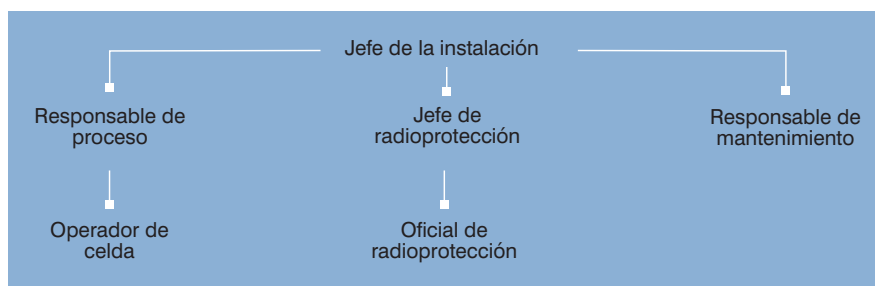 Jefe de la instalación
Responsable de
proceso
Jefe de
radioprotección
Responsable de
mantenimiento
Operador de
celda
Oficial de
radioprotección